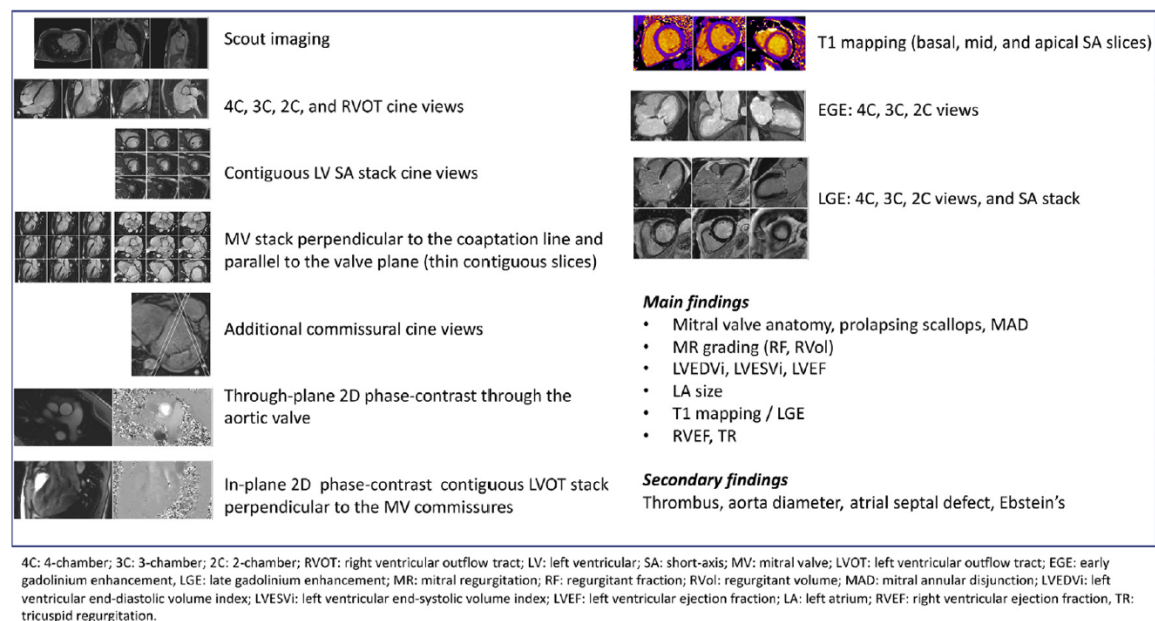 Scout imaging
4C, 3C, 2C, and RVOT cine views
Contiguous LV SA stack cine views
MV stack perpendicular to the coaptation line and
parallel to the valve plane (thin contiguous slices)
Additional commissural cine views
Through-plane 2D phase-contrast through the
aortic valve
In-plane 2D phase-contrast contiguous LVOT stack
perpendicular to the MV commissures
T1 mapping (basal, mid, and apical SA slices)
EGE: 4C, 3C, 2C views
LGE: 4C, 3C, 2C views, and SA stack
Main findings
• Mitral valve anatomy, prolapsing scallops, MAD
• MR grading (RF, RVol)
• LVEDVi, LVESVi, LVEF
• LA size
• T1 mapping / LGE
• RVEF, TR
Secondary findings
Thrombus, aorta diameter, atrial septal defect, Ebstein's
4C: 4-chamber; 3C: 3-chamber; 2C: 2-chamber; RVOT: right ventricular outflow tract; LV: left ventricular; SA: short-axis; MV: mitral valve; LVOT: left ventricular outflow tract; EGE: early
gadolinium enhancement, LGE: late gadolinium enhancement; MR: mitral regurgitation; RF: regurgitant fraction; RVol: regurgitant volume; MAD: mitral annular disjunction; LVEDVi: left
ventricular end-diastolic volume index; LVESVi: left ventricular end-systolic volume index; LVEF: left ventricular ejection fraction; LA: left atrium; RVEF: right ventricular ejection fraction, TR:
tricuspid regurgitation.